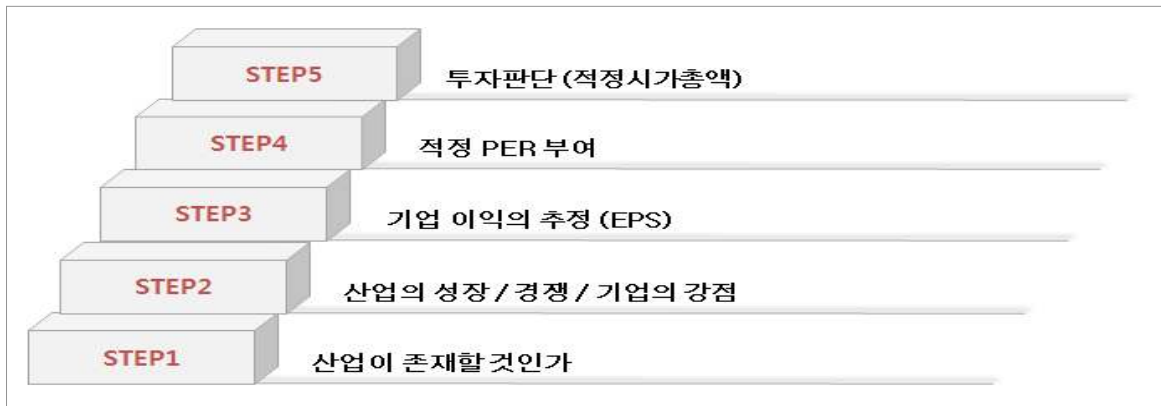 STEP5 투자판단 (적정시가총액)
STEP4 적정 PER 부여
STEP3 기업 이익의 추정 (EPS)
STEP2 산업의 성장 / 경쟁 / 기업의 강점
STEP1 산업이 존재할것인가